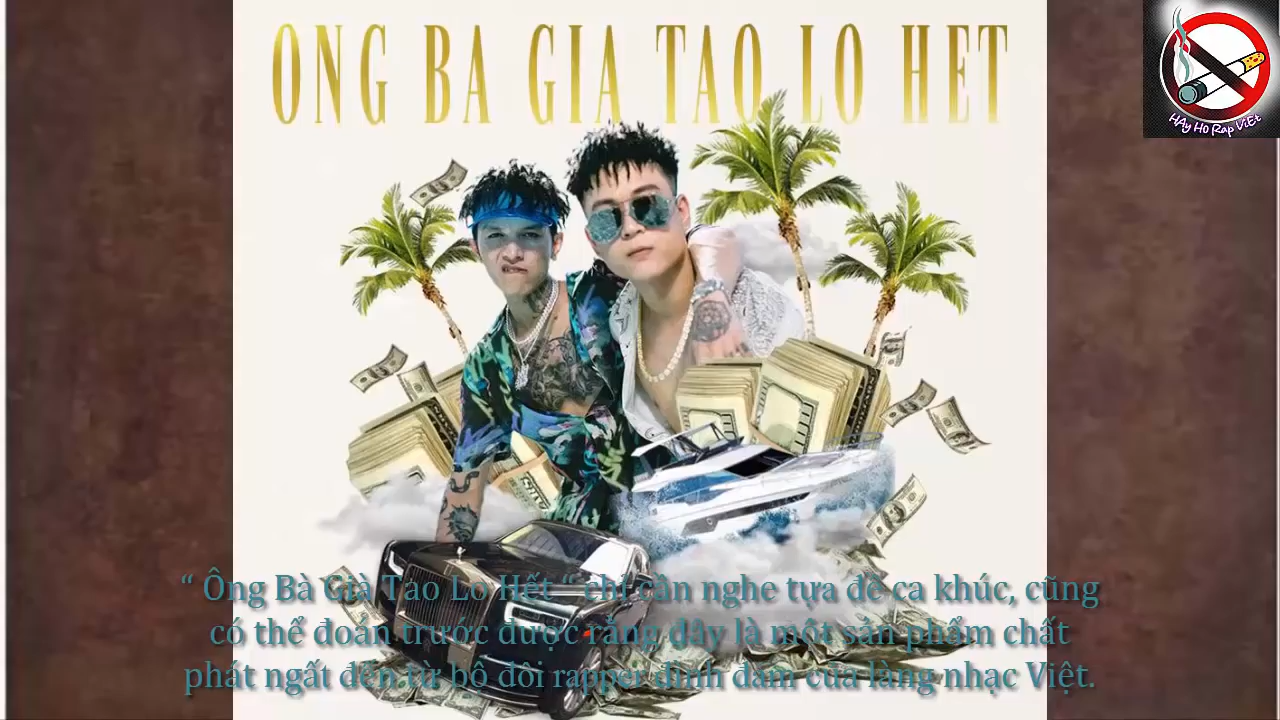 ONG BA GIA TAO LO HET
HAy Ho Rap ViEt
“ Ông Bà Già Tao Lo Hết “ chỉ cần nghe tựa đề ca khúc, cũng
có thể đoán trước được rằng đây là một sản phẩm chất
phát ngất đến từ bộ đôi rapper đình đám của làng nhạc Việt.